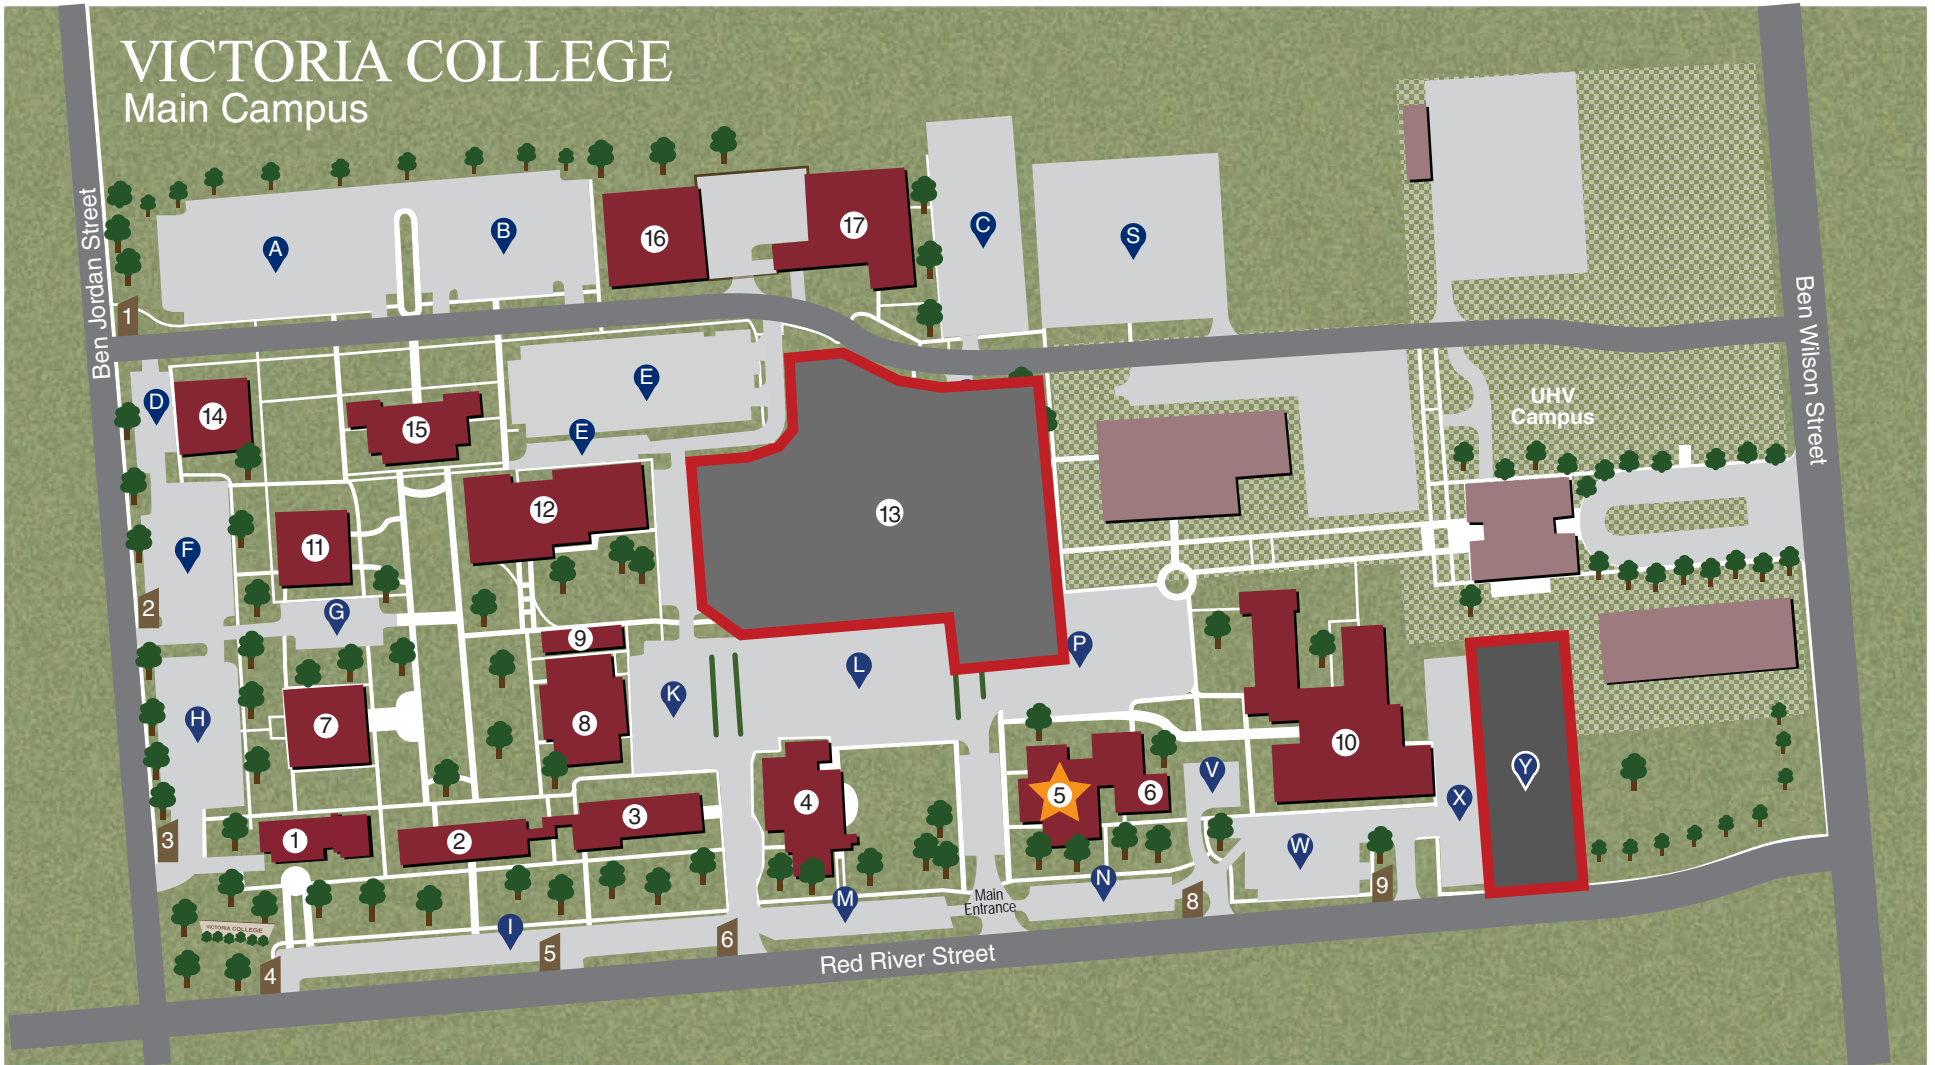 VICTORIA COLLEGE
Main Campus
A
B
16
17
C
S
Ben Jordan Street
1
Ben Wilson Street
D
14
15
E
E
UHV
Campus
12
13
11
F
2
G
9
P
L
K
8
7
H
10
V
Y
5
6
X
4
3
2
1
3
W
9
8
N
M
Main
Entrance
I
VICTORIA COLLEGE
5
6
4
Red River Street